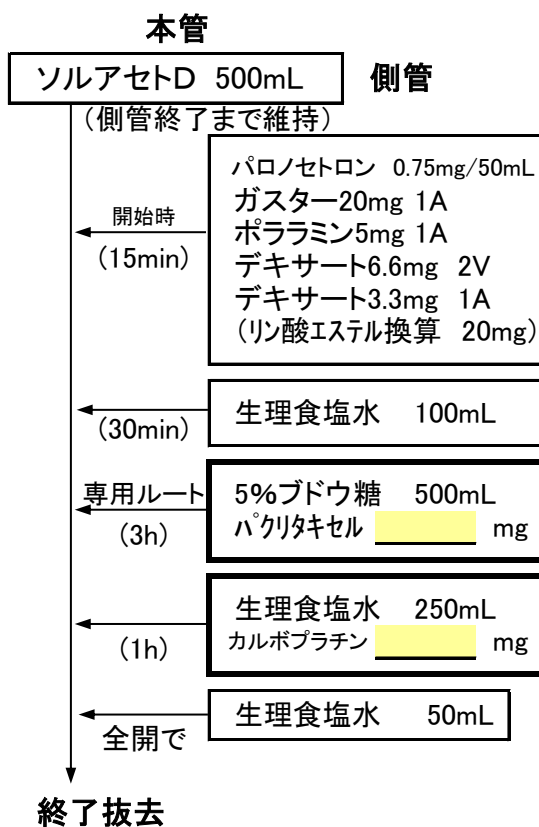 本管
ソルアセトD 500mL
側管
(側管終了まで維持)
パロノセトロン 0.75mg/50mL
ガスター20mg 1A
ポララミン5mg 1A
デキサート6.6mg 2V
デキサート3.3mg 1A
(リン酸エステル換算 20mg)
開始時
(15min)
生理食塩水 100mL
(30min)
専用ルート
(3h)
5%ブドウ糖 500mL
パクリタキセル mg
生理食塩水 250mL
カルボプラチン mg
(1h)
生理食塩水 50mL
全開で
終了抜去